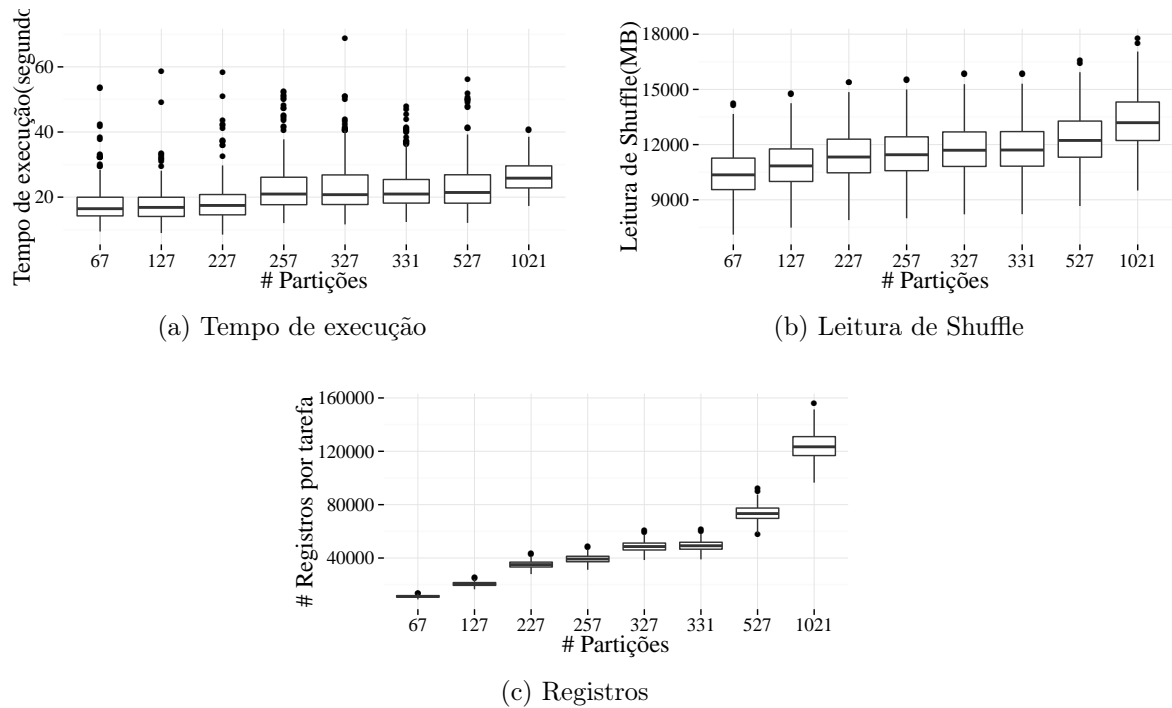 Tempo de execução(segundo
60
40
20
67 127 227 257 327 331 527 1021
# Partições
(a) Tempo de execução
Leitura de Shuffle(MB)
18000
15000
12000
9000
67 127 227 257 327 331 527 1021
# Partições
(b) Leitura de Shuffle
# Registros por tarefa
160000
120000
80000
40000
67 127 227 257 327 331 527 1021
# Partições
(c) Registros